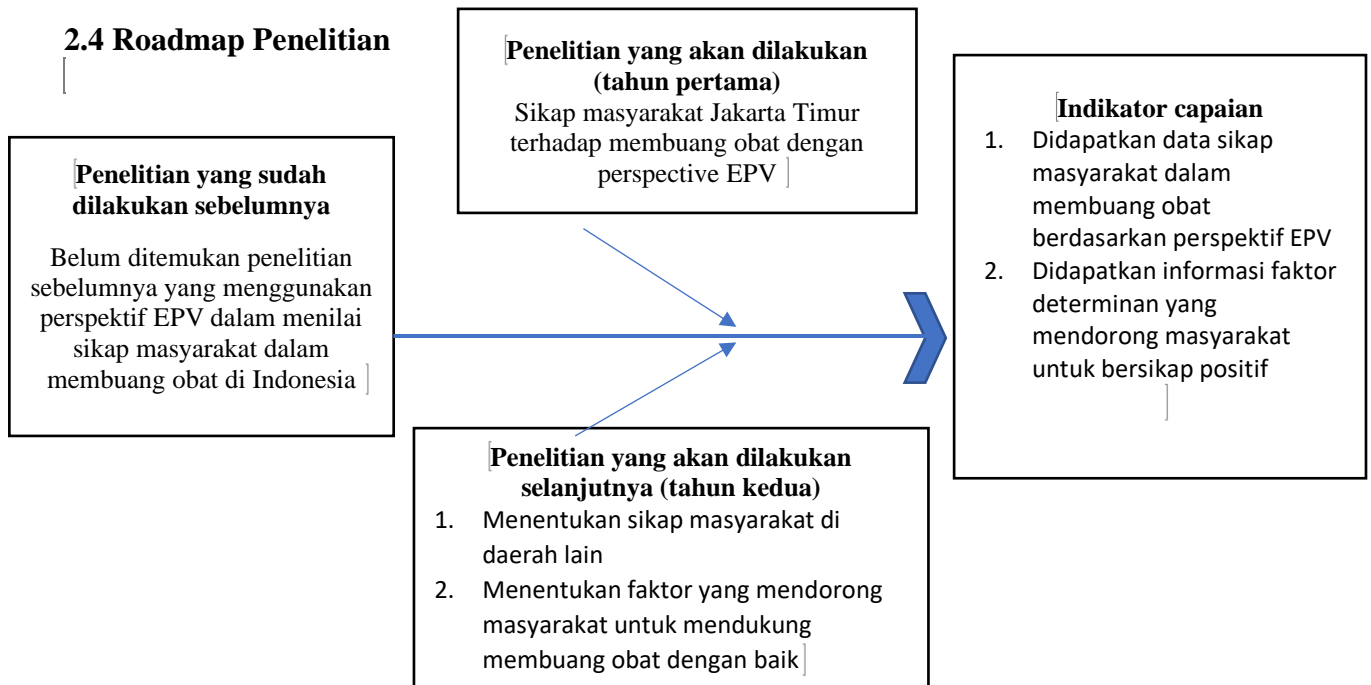 2.4 Roadmap Penelitian
Penelitian yang sudah
dilakukan sebelumnya
Belum ditemukan penelitian
sebelumnya yang menggunakan
perspektif EPV dalam menilai
sikap masyarakat dalam
membuang obat di Indonesia
Penelitian yang akan dilakukan
(tahun pertama)
Sikap masyarakat Jakarta Timur
terhadap membuang obat dengan
perspective EPV
Penelitian yang akan dilakukan
selanjutnya (tahun kedua)
1. Menentukan sikap masyarakat di
daerah lain
2. Menentukan faktor yang mendorong
masyarakat untuk mendukung
membuang obat dengan baik
Indikator capaian
1. Didapatkan data sikap
masyarakat dalam
membuang obat
berdasarkan perspektif EPV
2. Didapatkan informasi faktor
determinan yang
mendorong masyarakat
untuk bersikap positif